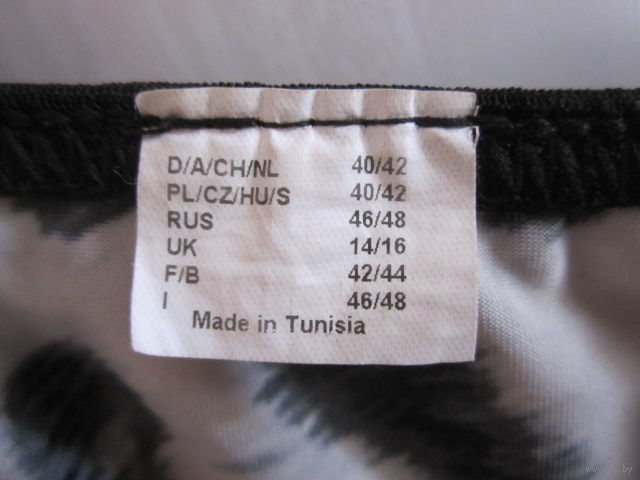 D/A/CH/NL 40/42
PL/CZ/HU/S 40/42
RUS 46/48
UK 14/16
F/B 42/44
I 46/48
Made in Tunisia